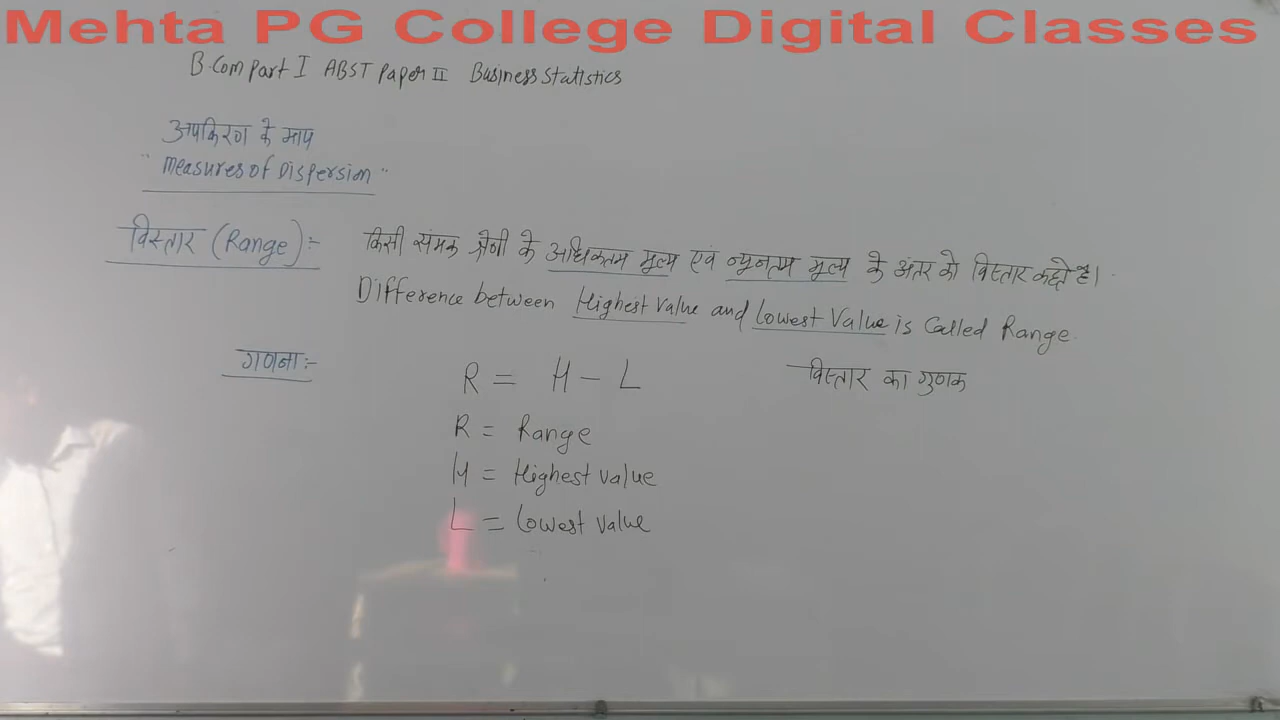 Mehta PG College Digital Classes
B.Com Part I ABST Paper II Business Statistics
अपकिरण के माप
"Measures of Dispersion"
विस्तार (Range):- किसी समंक श्रेणी के अधिकतम मूल्य एवं न्यूनतम मूल्य के अंतर को विस्तार कहते है।
Difference between Highest Value and Lowest Value is Called Range.
गणना:- R = H - L विस्तार का गुणक
R = Range
H = Highest value
L = Lowest value